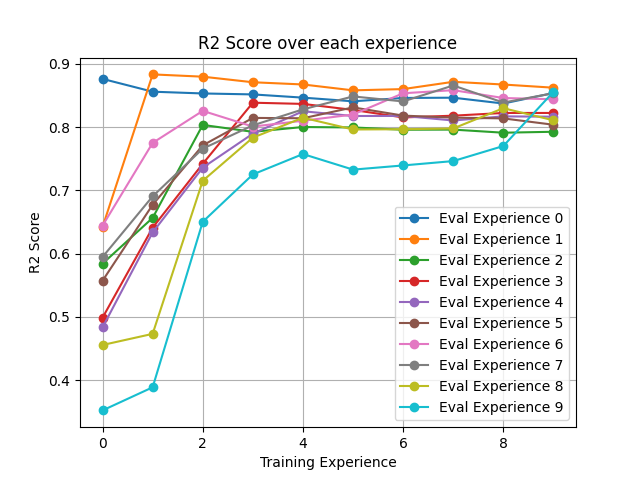 R2 Score over each experience
0.9
0.8
0.7
0.6
0.5
0.4
R2 Score
Eval Experience 0
Eval Experience 1
Eval Experience 2
Eval Experience 3
Eval Experience 4
Eval Experience 5
Eval Experience 6
Eval Experience 7
Eval Experience 8
Eval Experience 9
0 2 4 6 8
Training Experience